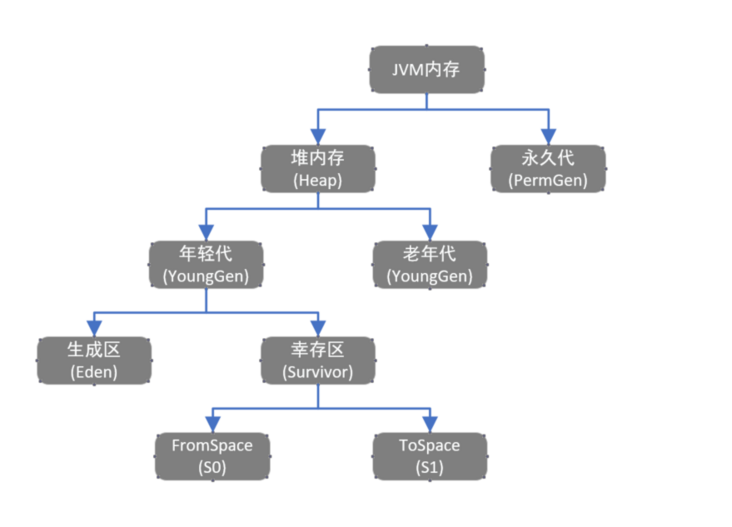 JVM内存
堆内存
(Heap)
永久代
(PermGen)
年轻代
(YoungGen)
老年代
(YoungGen)
生成区
(Eden)
幸存区
(Survivor)
FromSpace
(S0)
ToSpace
(S1)